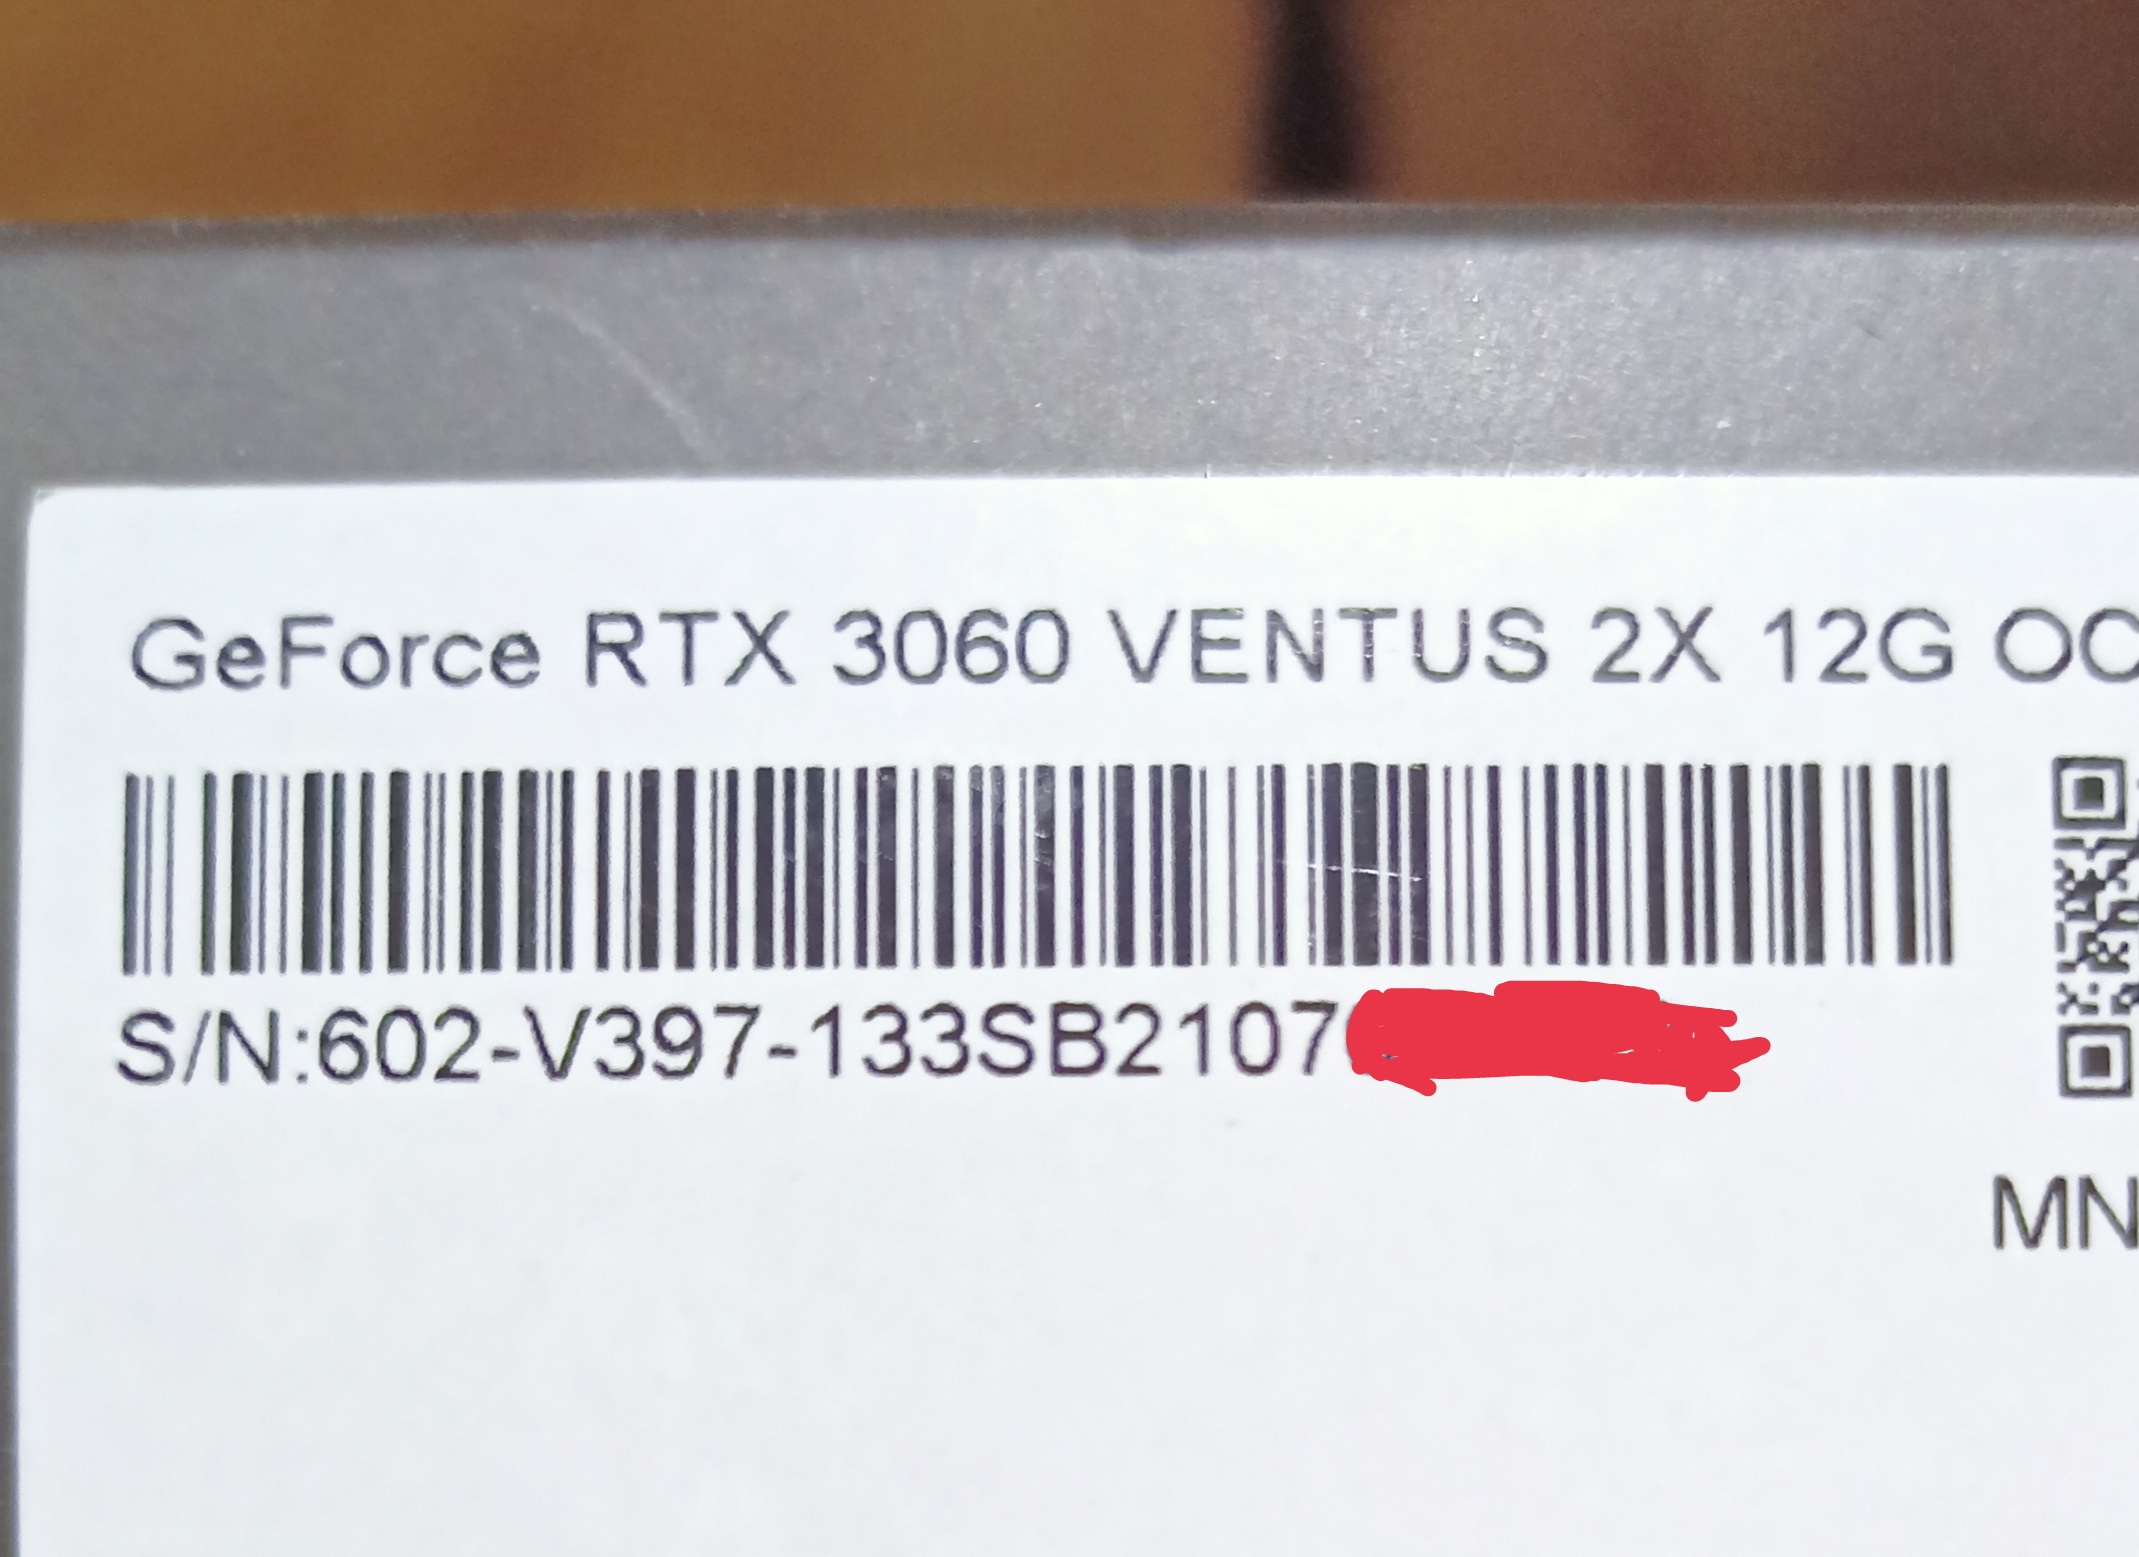 GeForce RTX 3060 VENTUS 2X 12G OC
S/N:602-V397-133SB2107
MN